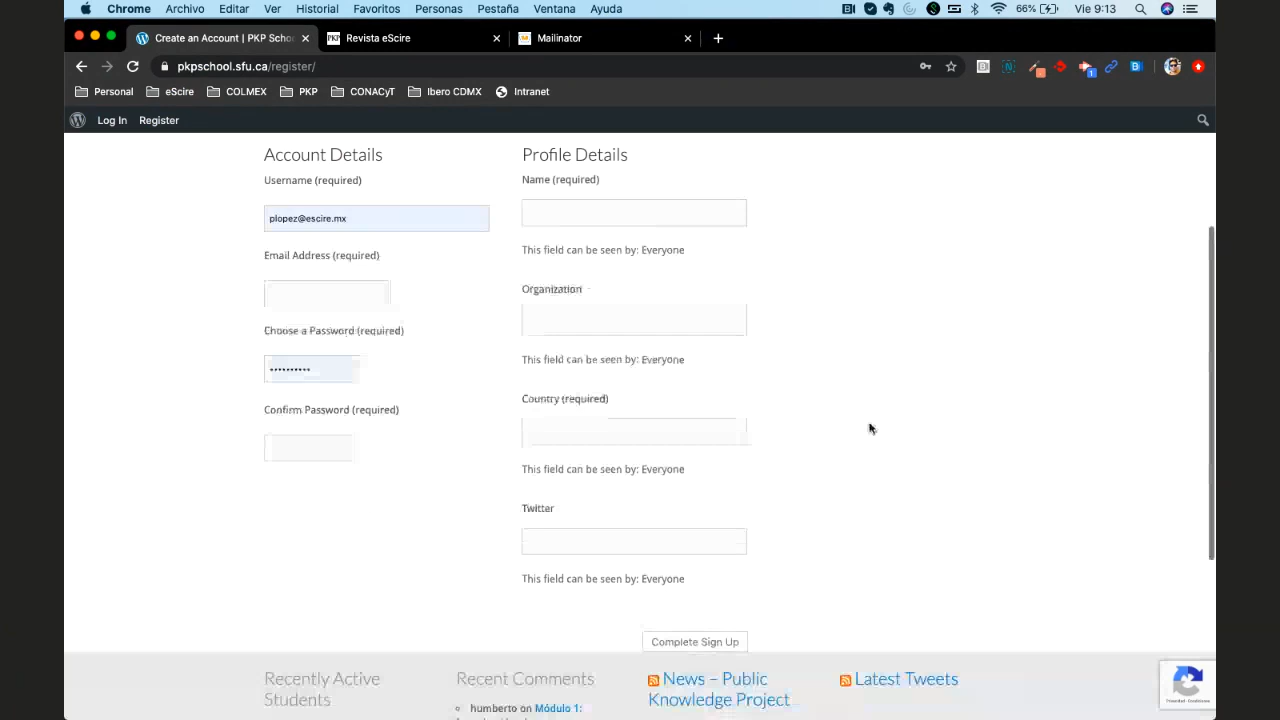 Chrome Archivo Editar Ver Historial Favoritos Personas Pestaña Ventana Ayuda 66% Vie 9:13
Create an Account | PKP Schoo Revista eScire Mailinator
pkpschool.sfu.ca/register/
Personal eScire COLMEX PKP CONACyT Ibero CDMX Intranet
Log In Register
Account Details
Username (required)
plopez@escire.mx
Email Address (required)
Choose a Password (required)
••••••••••
Confirm Password (required)
Profile Details
Name (required)
This field can be seen by: Everyone
Organization
This field can be seen by: Everyone
Country (required)
This field can be seen by: Everyone
Twitter
This field can be seen by: Everyone
Complete Sign Up
Recently Active
Students
Recent Comments
humberto on Módulo 1:
News – Public
Knowledge Project
Latest Tweets